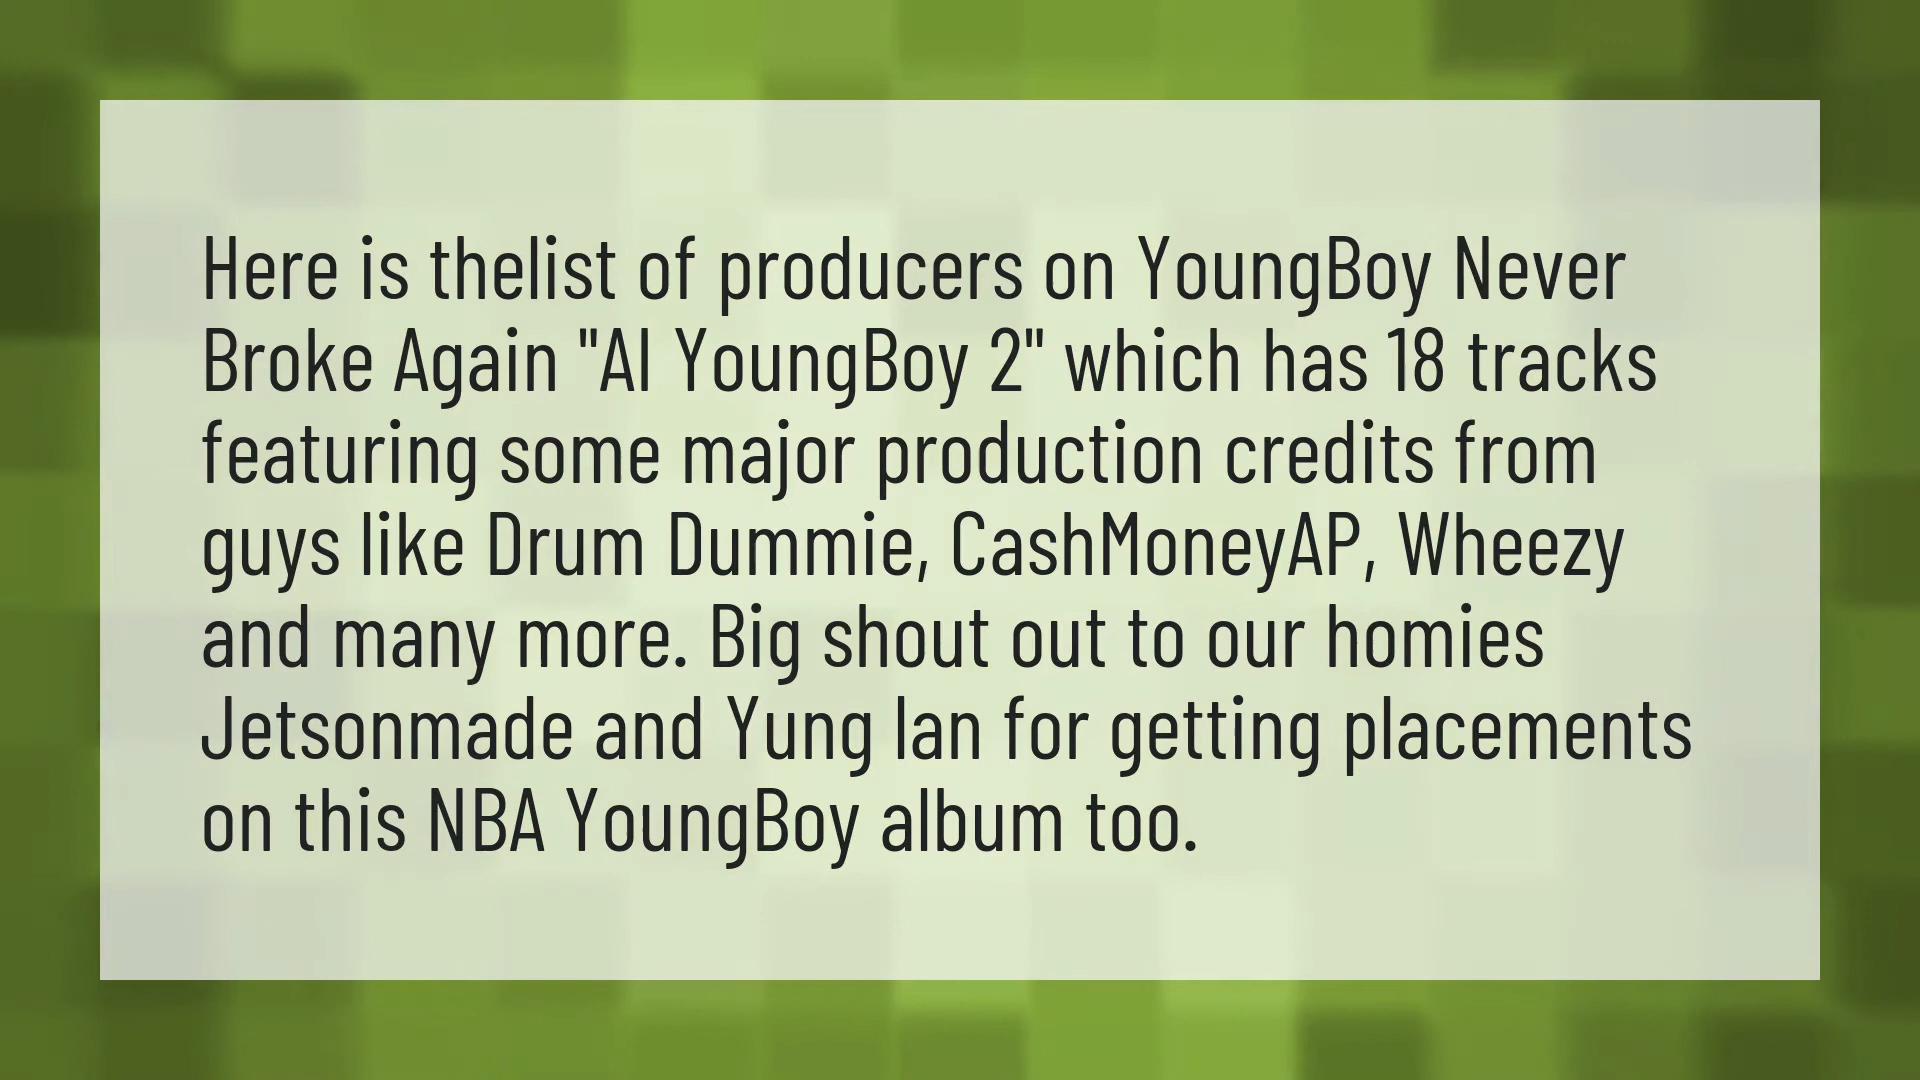 Here is thelist of producers on YoungBoy Never
Broke Again "AI YoungBoy 2" which has 18 tracks
featuring some major production credits from
guys like Drum Dummie, CashMoneyAP, Wheezy
and many more. Big shout out to our homies
Jetsonmade and Yung lan for getting placements
on this NBA YoungBoy album too.